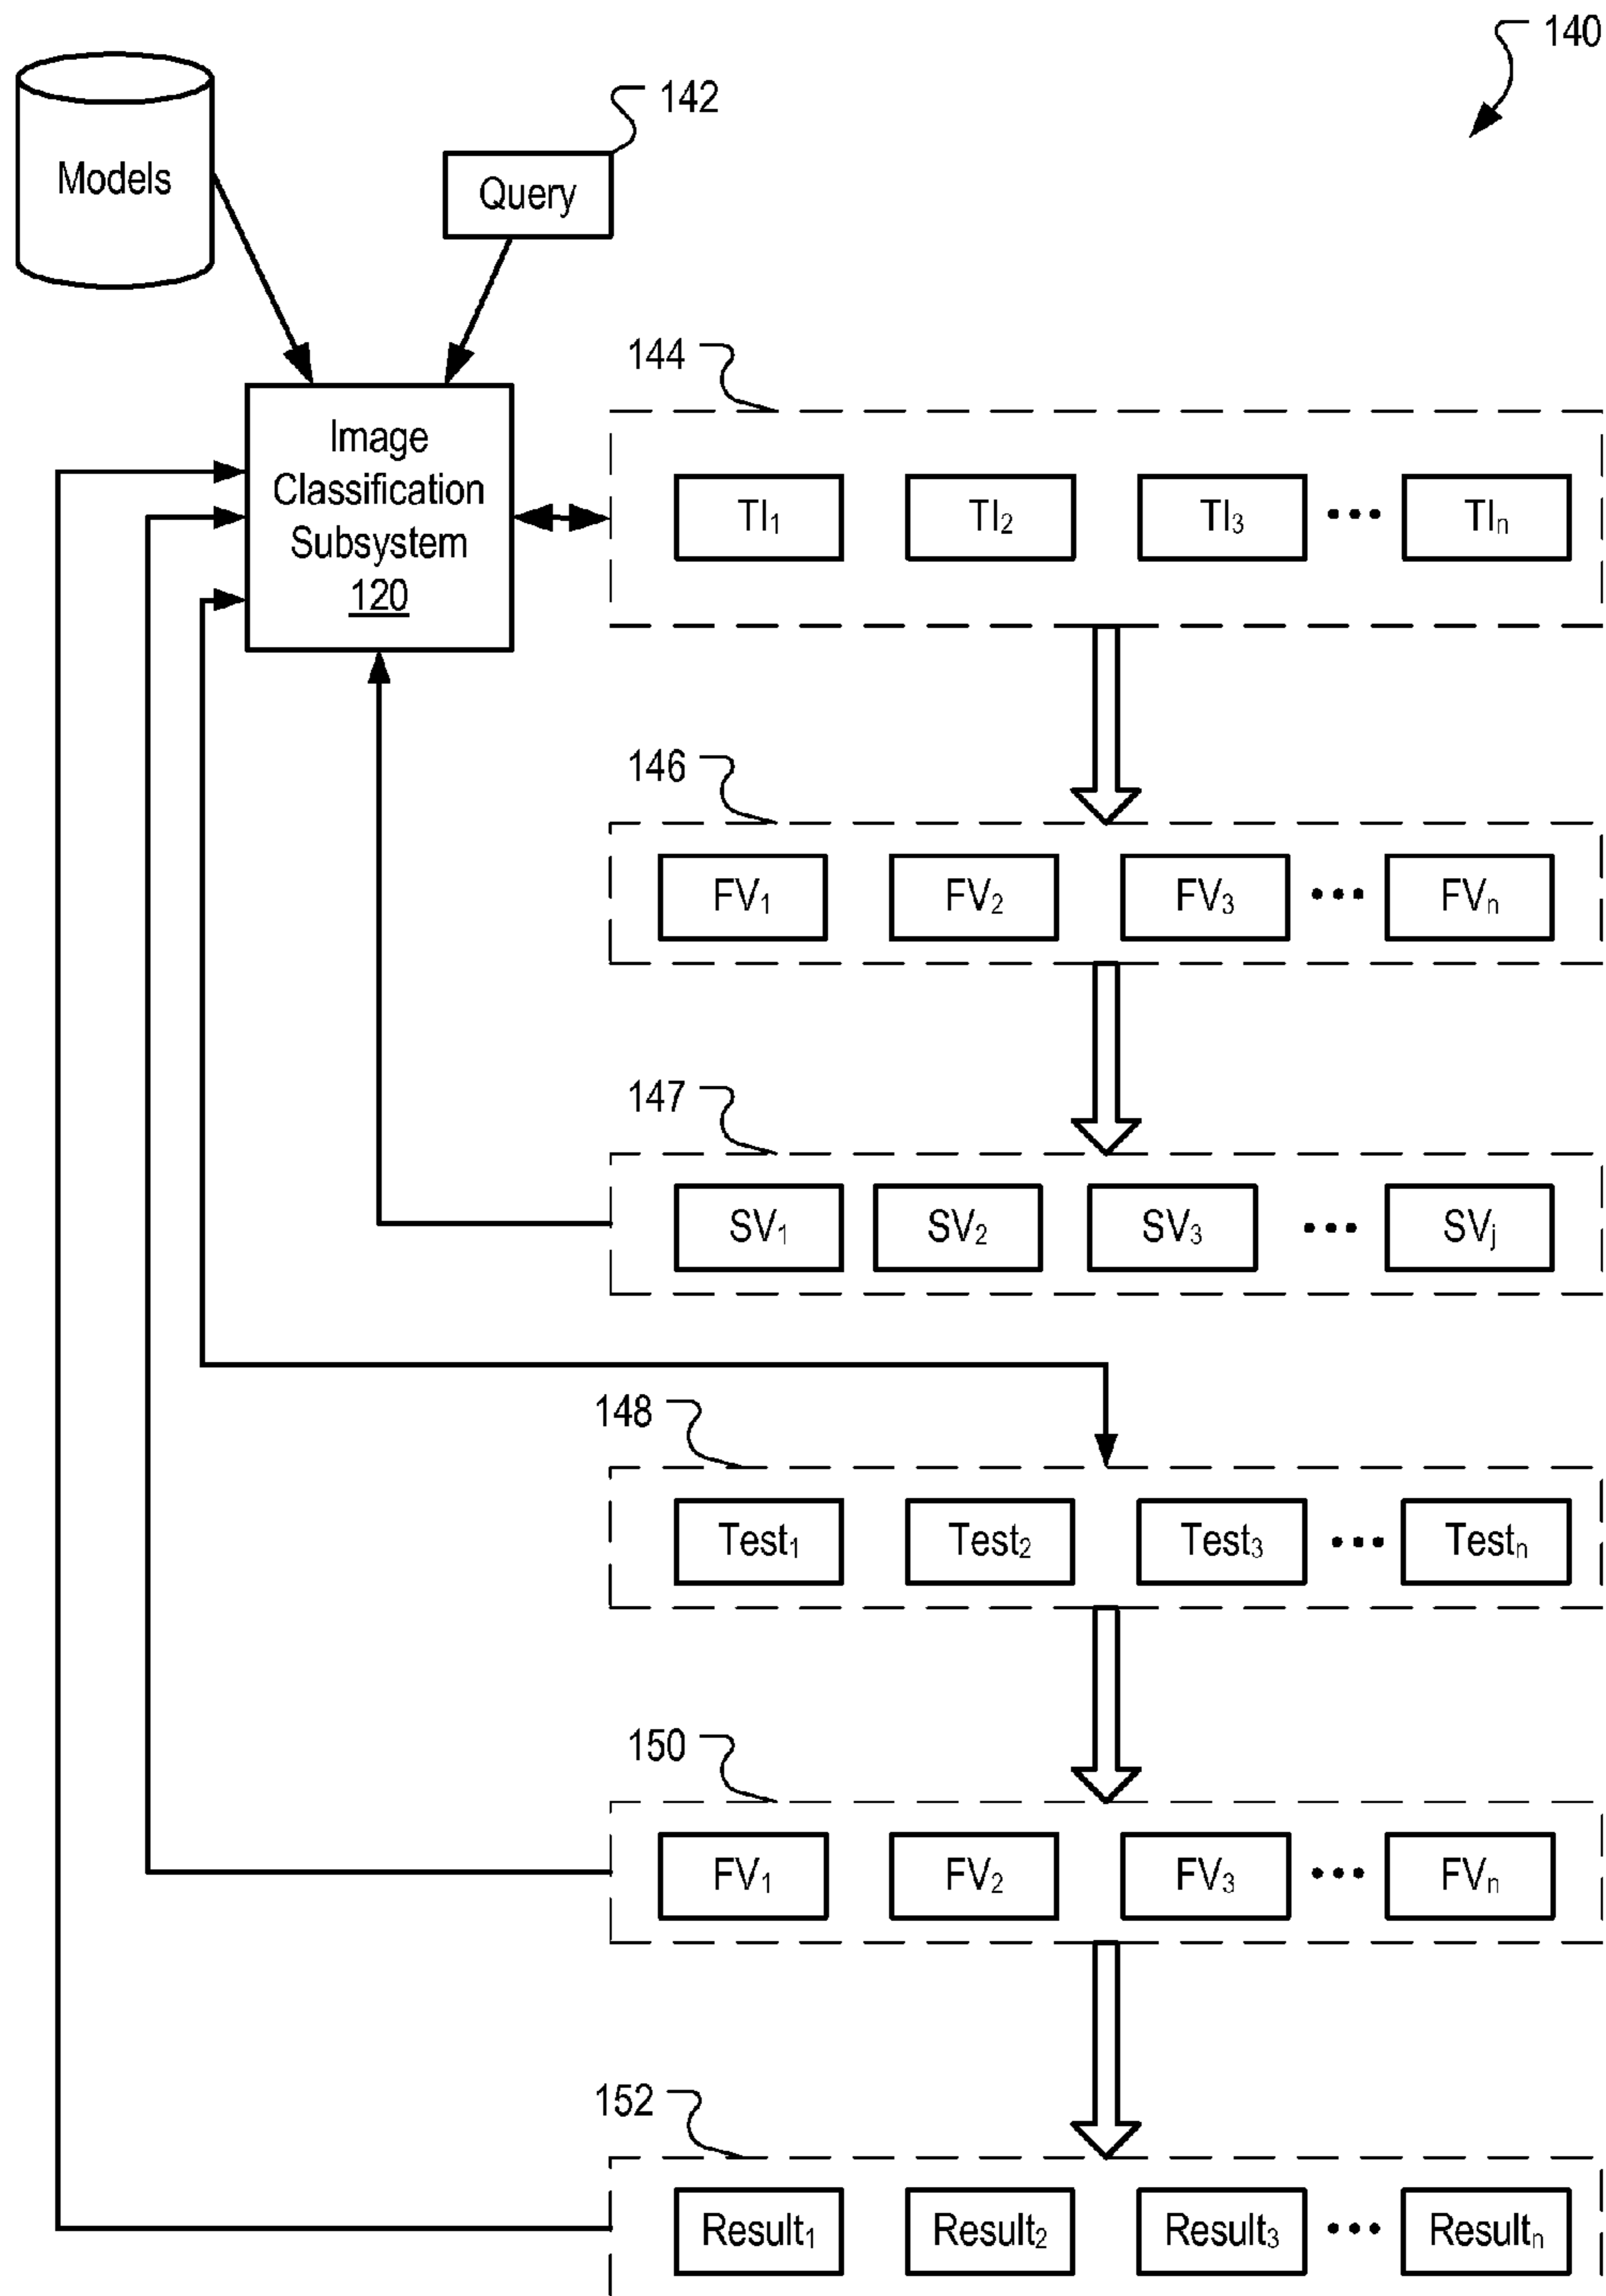 140
142
Models
Query
144
Image
Classification
Subsystem
120
TI1 TI2 TI3 ••• TIn
146
FV1 FV2 FV3 ••• FVn
147
SV1 SV2 SV3 ••• SVj
148
Test1 Test2 Test3 ••• Testn
150
FV1 FV2 FV3 ••• FVn
152
Result1 Result2 Result3 ••• Resultn